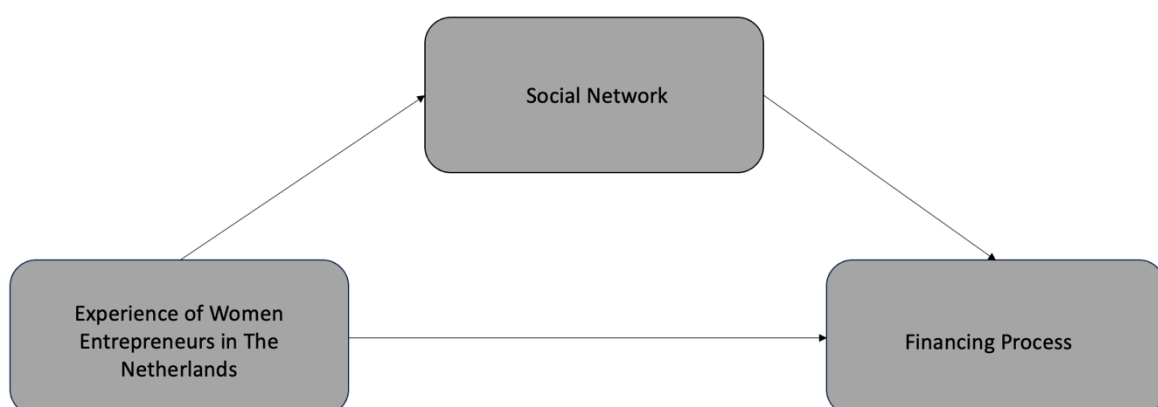 Social Network
Experience of Women
Entrepreneurs in The
Netherlands
Financing Process